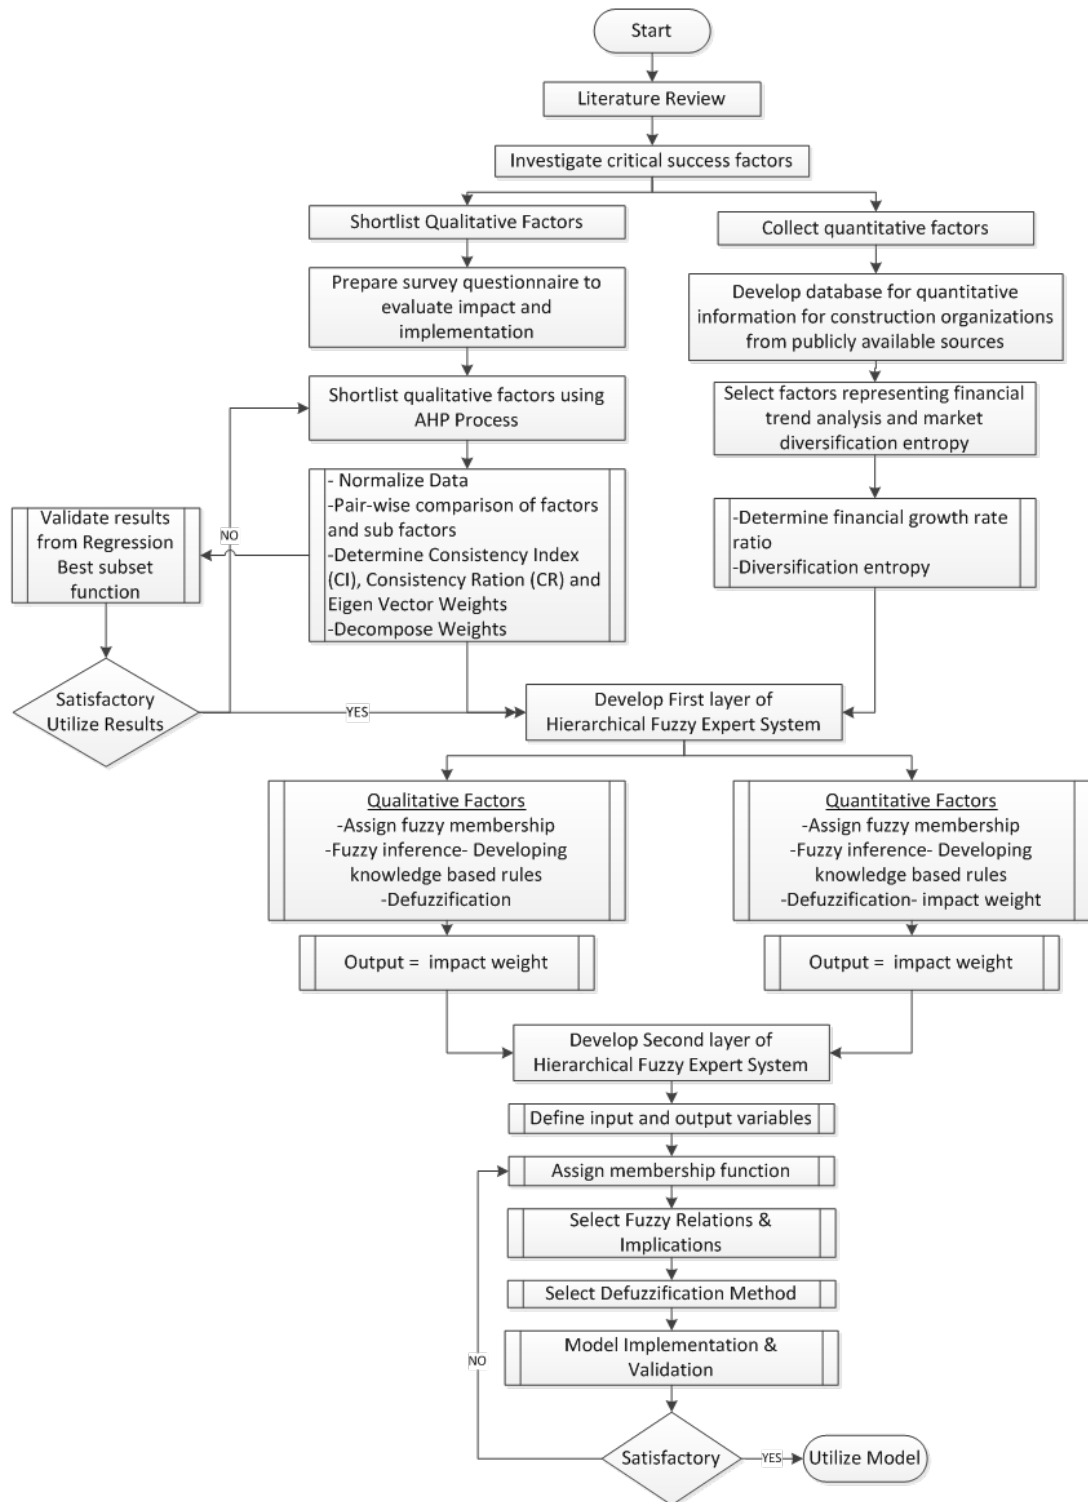 Start
Literature Review
Investigate critical success factors
Shortlist Qualitative Factors
Collect quantitative factors
Prepare survey questionnaire to
evaluate impact and
implementation
Develop database for quantitative
information for construction organizations
from publicly available sources
Shortlist qualitative factors using
AHP Process
Select factors representing financial
trend analysis and market
diversification entropy
- Normalize Data
-Pair-wise comparison of factors
and sub factors
-Determine Consistency Index
(CI), Consistency Ration (CR) and
Eigen Vector Weights
-Decompose Weights
-Determine financial growth rate
ratio
-Diversification entropy
Validate results
from Regression
Best subset
function
NO
Satisfactory
Utilize Results
YES
Develop First layer of
Hierarchical Fuzzy Expert System
Qualitative Factors
-Assign fuzzy membership
-Fuzzy inference- Developing
knowledge based rules
-Defuzzification
Quantitative Factors
-Assign fuzzy membership
-Fuzzy inference- Developing
knowledge based rules
-Defuzzification- impact weight
Output =  impact weight
Output =  impact weight
Develop Second layer of
Hierarchical Fuzzy Expert System
Define input and output variables
Assign membership function
Select Fuzzy Relations &
Implications
Select Defuzzification Method
Model Implementation &
Validation
NO
Satisfactory
YES
Utilize Model